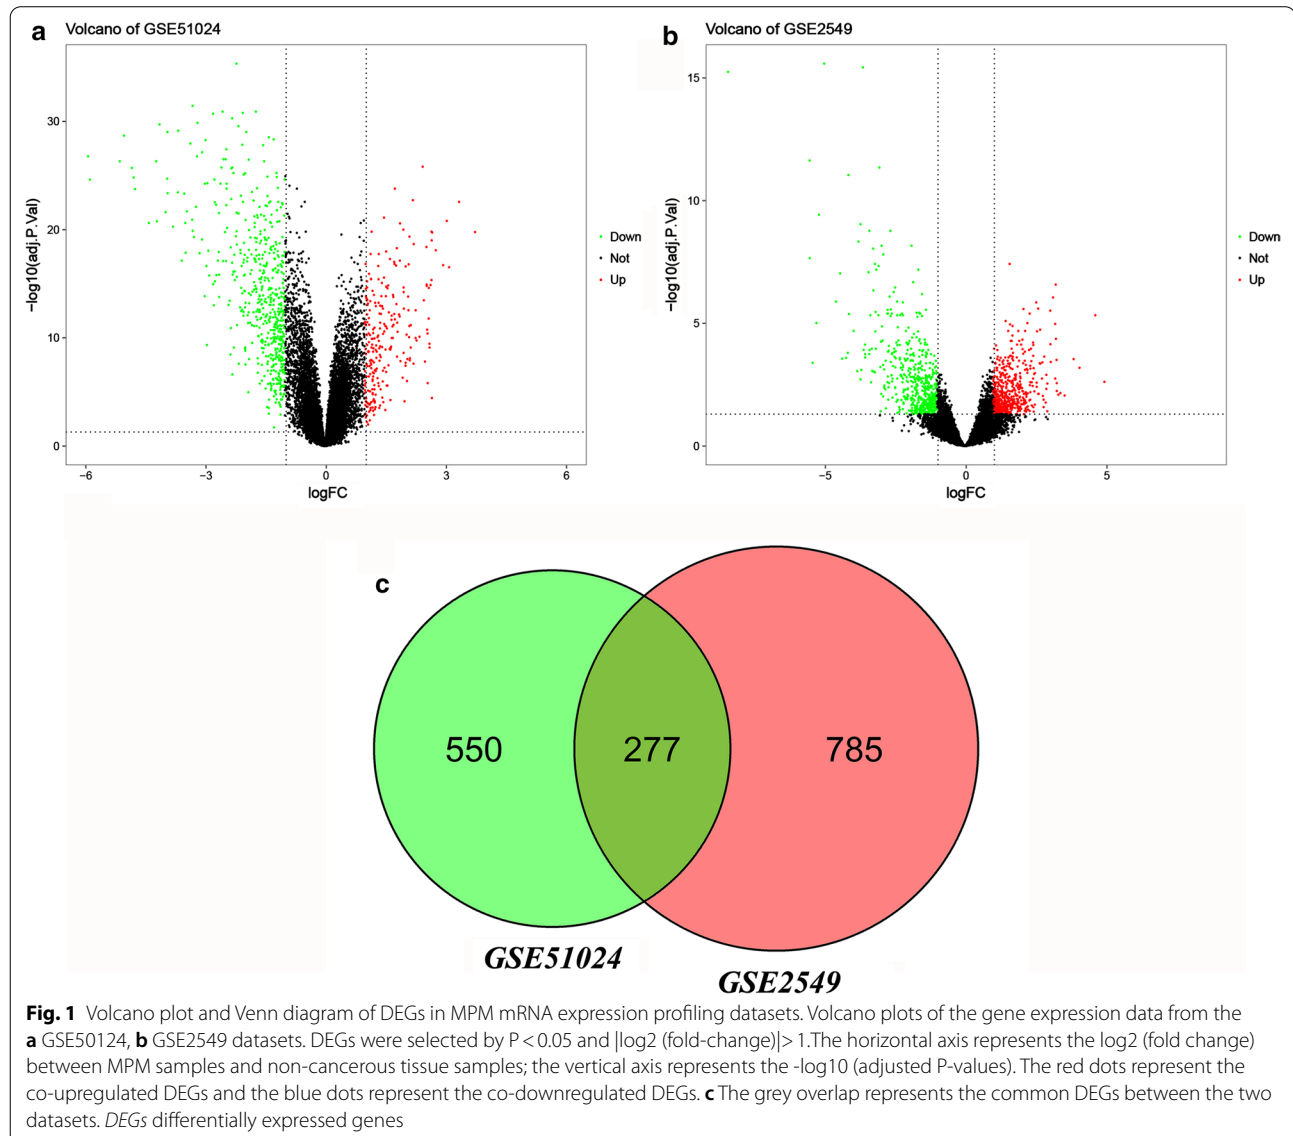 a
Volcano of GSE51024
−log10(adj.P.Val)
30
20
10
0
−6
−3
0
3
6
logFC
Down
Not
Up
b
Volcano of GSE2549
−log10(adj.P.Val)
15
10
5
0
−5
0
5
logFC
Down
Not
Up
c
550
277
785
GSE51024
GSE2549
Fig. 1 Volcano plot and Venn diagram of DEGs in MPM mRNA expression profiling datasets. Volcano plots of the gene expression data from the
a GSE50124, b GSE2549 datasets. DEGs were selected by P < 0.05 and |log2 (fold-change)| > 1.The horizontal axis represents the log2 (fold change)
between MPM samples and non-cancerous tissue samples; the vertical axis represents the -log10 (adjusted P-values). The red dots represent the
co-upregulated DEGs and the blue dots represent the co-downregulated DEGs. c The grey overlap represents the common DEGs between the two
datasets. DEGs differentially expressed genes